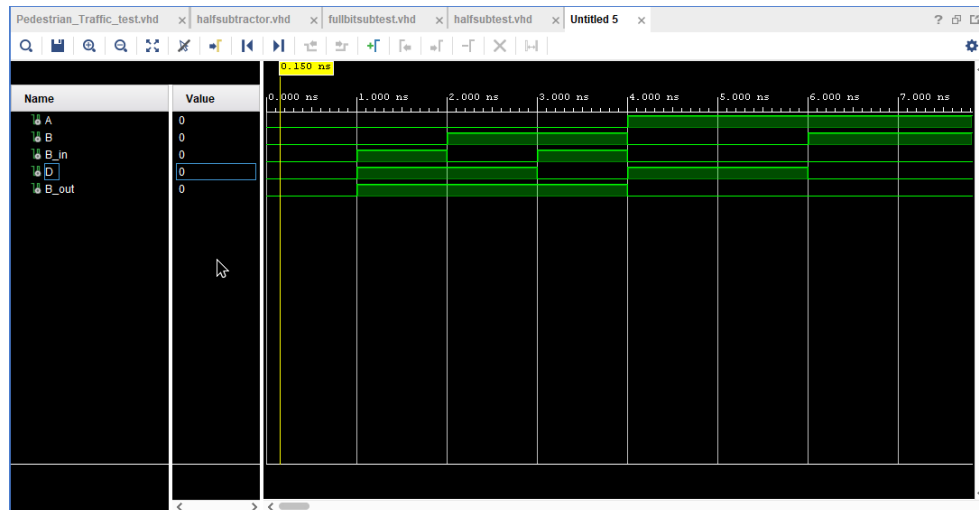 Pedestrian_Traffic_test.vhd × halfsubtractor.vhd × fullbitsubtest.vhd × halfsubtest.vhd × Untitled 5 ×
0.150 ns
Name Value 0.000 ns 1.000 ns 2.000 ns 3.000 ns 4.000 ns 5.000 ns 6.000 ns 7.000 ns
A 0
B 0
B_in 0
D 0
B_out 0